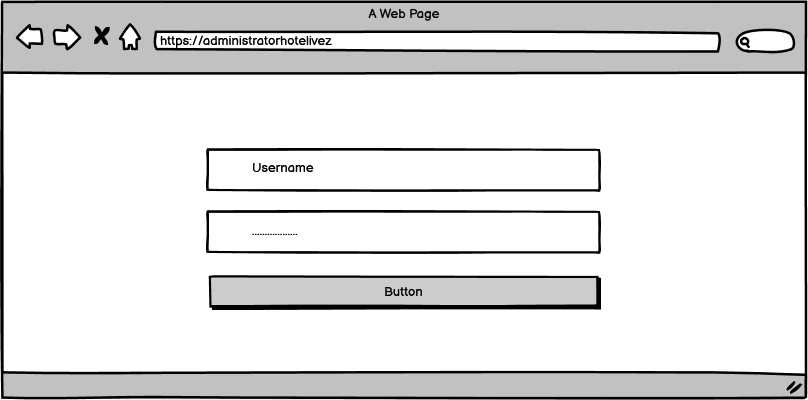 A Web Page
https://administratorhotelivez
Username
..................
Button